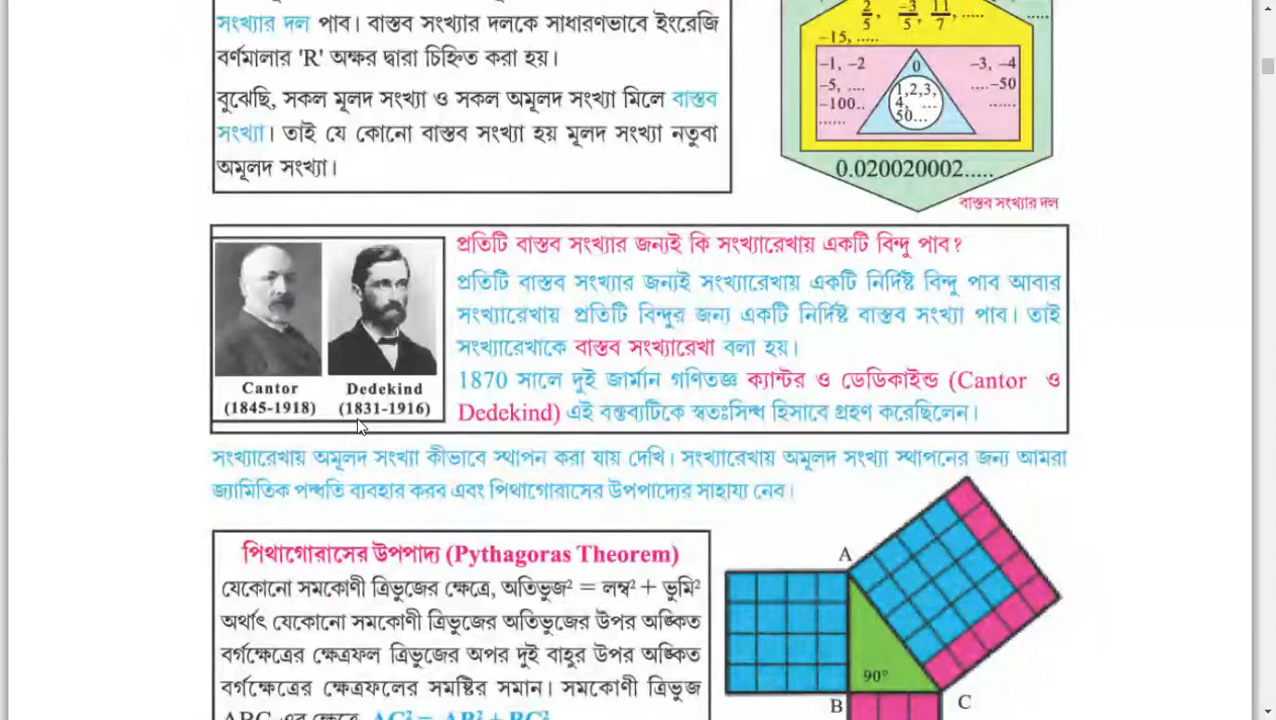 সংখ্যার দল পাব। বাস্তব সংখ্যার দলকে সাধারণভাবে ইংরেজি
বর্ণমালার 'R' অক্ষর দ্বারা চিহ্নিত করা হয়।
বুঝেছি, সকল মূলদ সংখ্যা ও সকল অমূলদ সংখ্যা মিলে বাস্তব
সংখ্যা। তাই যে কোনো বাস্তব সংখ্যা হয় মূলদ সংখ্যা নতুবা
অমূলদ সংখ্যা।
2/5, -3/5, 11/7, ..... .....
-15, .....
-1, -2
-5, ....
-100..
......
0
1,2,3,
4, ...
50...
-3, -4
....-50
......
0.020020002.....
বাস্তব সংখ্যার দল
Cantor
(1845-1918)
Dedekind
(1831-1916)
প্রতিটি বাস্তব সংখ্যার জন্যই কি সংখ্যারেখায় একটি বিন্দু পাব?
প্রতিটি বাস্তব সংখ্যার জন্যই সংখ্যারেখায় একটি নির্দিষ্ট বিন্দু পাব আবার
সংখ্যারেখায় প্রতিটি বিন্দুর জন্য একটি নির্দিষ্ট বাস্তব সংখ্যা পাব। তাই
সংখ্যারেখাকে বাস্তব সংখ্যারেখা বলা হয়।
1870 সালে দুই জার্মান গণিতজ্ঞ ক্যান্টর ও ডেডিকাইন্ড (Cantor ও
Dedekind) এই বক্তব্যটিকে স্বতঃসিদ্ধ হিসাবে গ্রহণ করেছিলেন।
সংখ্যারেখায় অমূলদ সংখ্যা কীভাবে স্থাপন করা যায় দেখি। সংখ্যারেখায় অমূলদ সংখ্যা স্থাপনের জন্য আমরা
জ্যামিতিক পদ্ধতি ব্যবহার করব এবং পিথাগোরাসের উপপাদ্যের সাহায্য নেব।
পিথাগোরাসের উপপাদ্য (Pythagoras Theorem)
যেকোনো সমকোণী ত্রিভুজের ক্ষেত্রে, অতিভুজ² = লম্ব² + ভূমি²
অর্থাৎ যেকোনো সমকোণী ত্রিভুজের অতিভুজের উপর অঙ্কিত
বর্গক্ষেত্রের ক্ষেত্রফল ত্রিভুজের অপর দুই বাহুর উপর অঙ্কিত
বর্গক্ষেত্রের ক্ষেত্রফলের সমষ্টির সমান। সমকোণী ত্রিভুজ
ABC-এর ক্ষেত্রে, AC² = AB² + BC²
A
90°
B
C